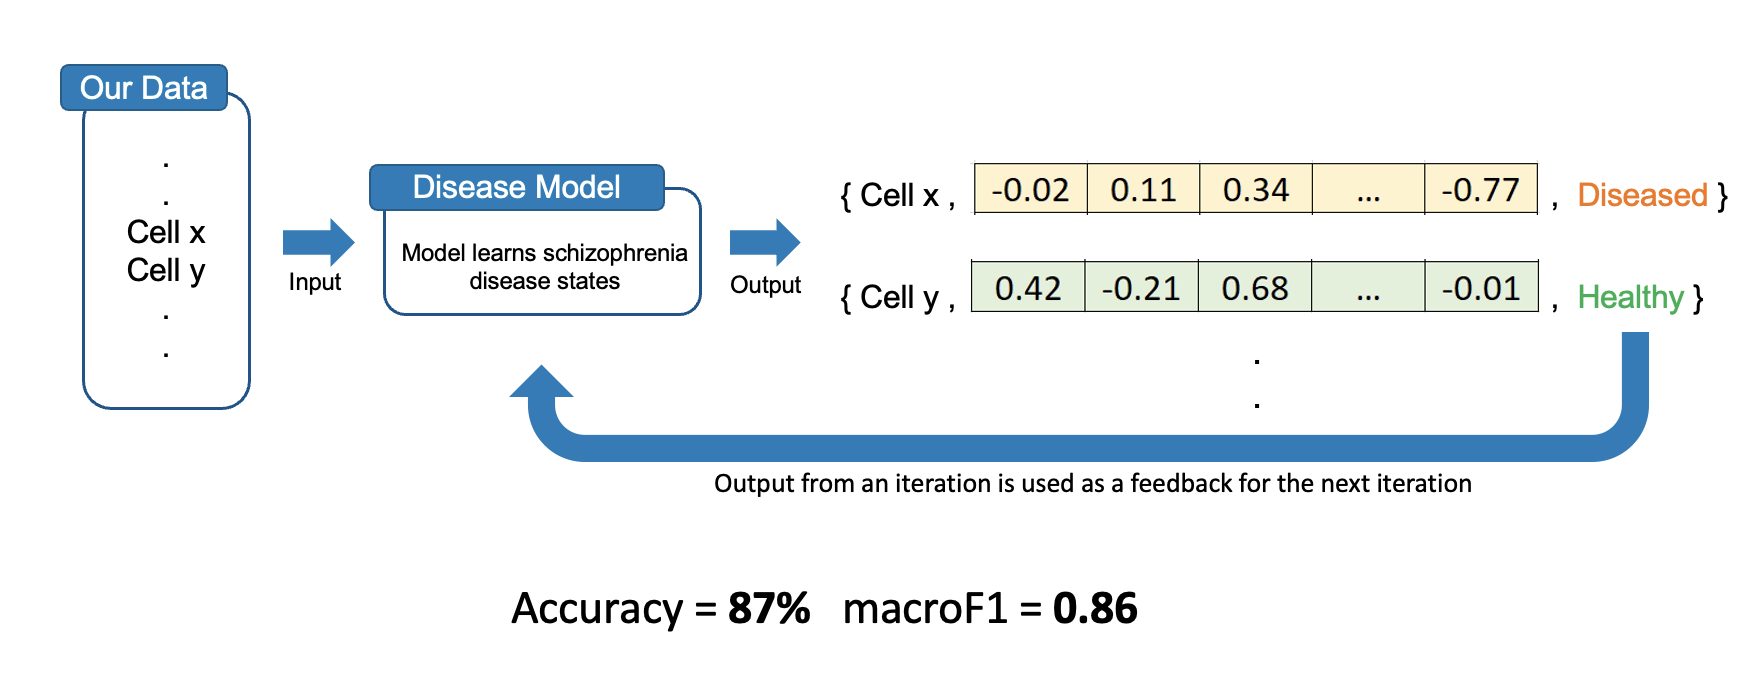 Our Data
.
.
Cell x
Cell y
.
.
Input
Disease Model
Model learns schizophrenia
disease states
Output
{ Cell x , -0.02 0.11 0.34 ... -0.77 , Diseased }
{ Cell y , 0.42 -0.21 0.68 ... -0.01 , Healthy }
.
.
Output from an iteration is used as a feedback for the next iteration
Accuracy = 87% macroF1 = 0.86